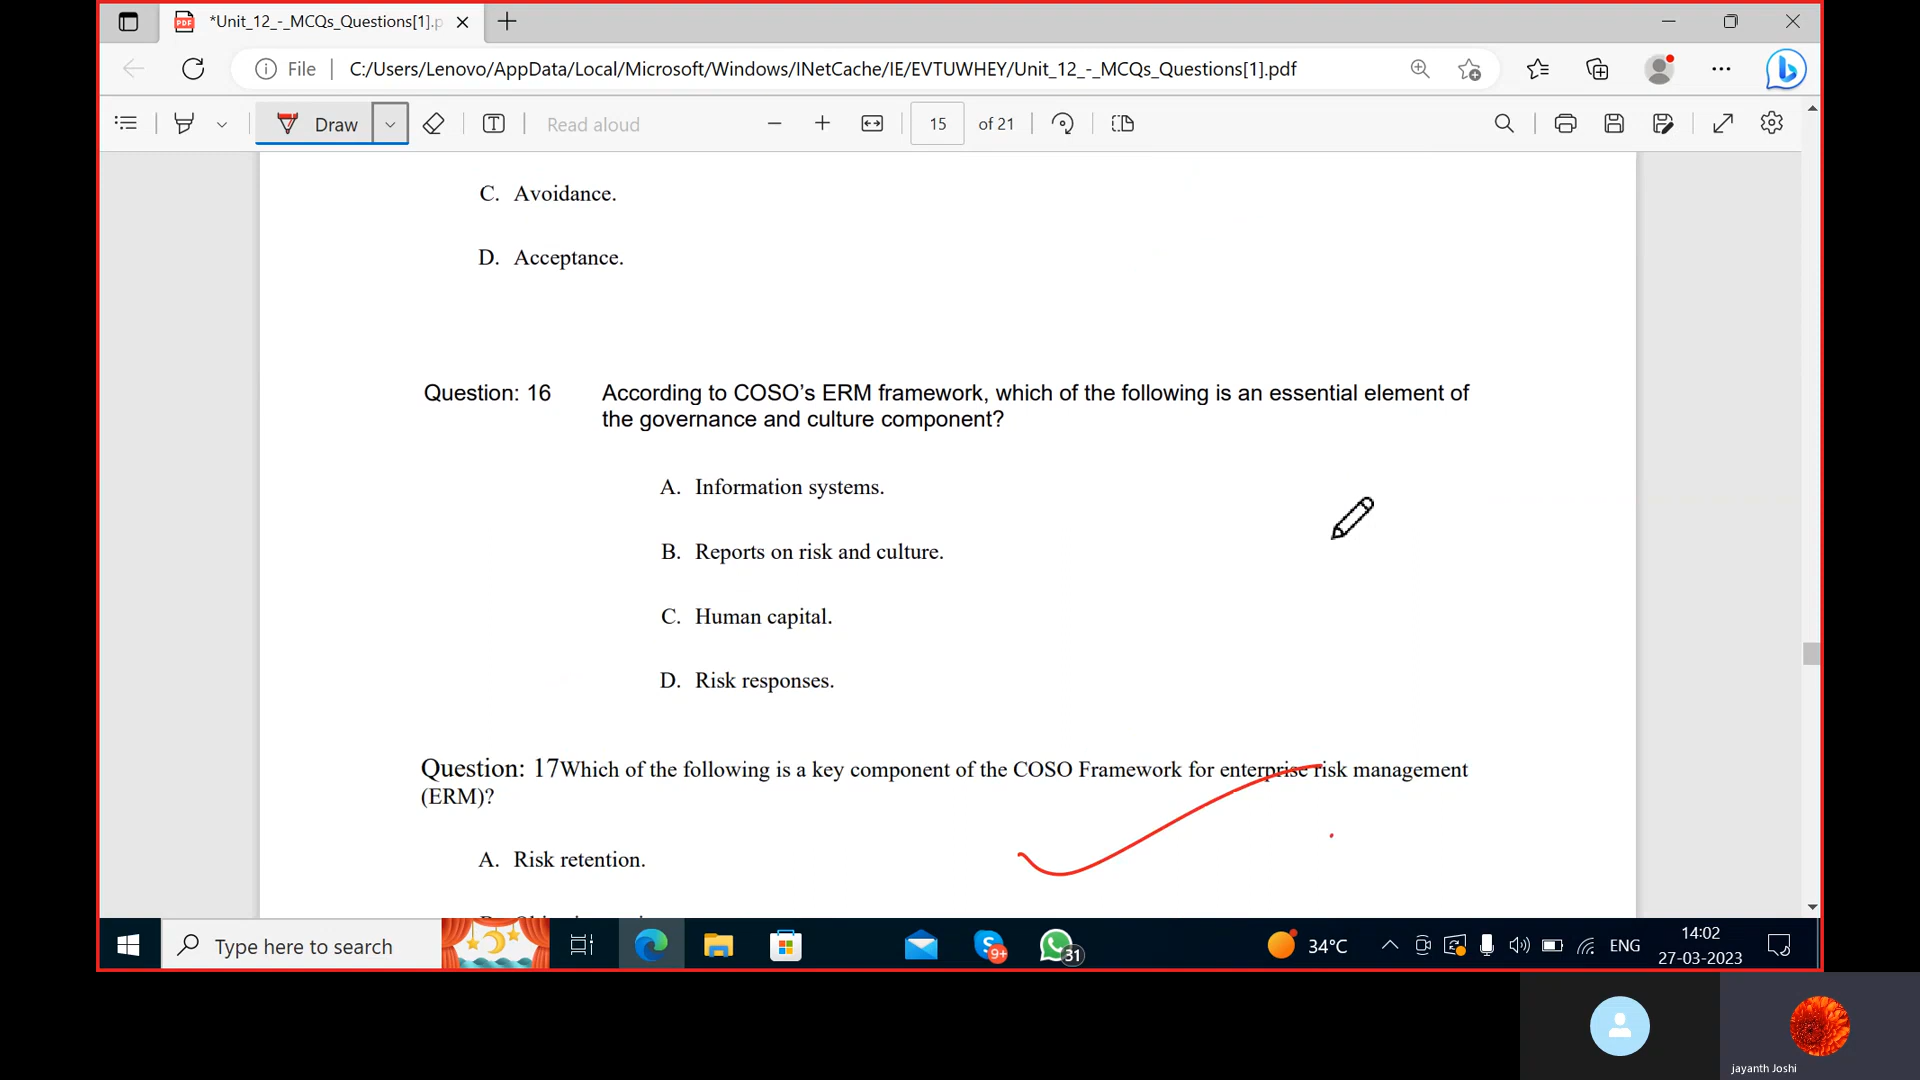 *Unit_12_-_MCQs_Questions[1].p
File
C:/Users/Lenovo/AppData/Local/Microsoft/Windows/INetCache/IE/EVTUWHEY/Unit_12_-_MCQs_Questions[1].pdf
Draw
Read aloud
15 of 21
C. Avoidance.
D. Acceptance.
Question: 16 According to COSO’s ERM framework, which of the following is an essential element of
the governance and culture component?
A. Information systems.
B. Reports on risk and culture.
C. Human capital.
D. Risk responses.
Question: 17Which of the following is a key component of the COSO Framework for enterprise risk management
(ERM)?
A. Risk retention.
Type here to search
9+
31
34°C
ENG
14:02
27-03-2023
jayanth Joshi